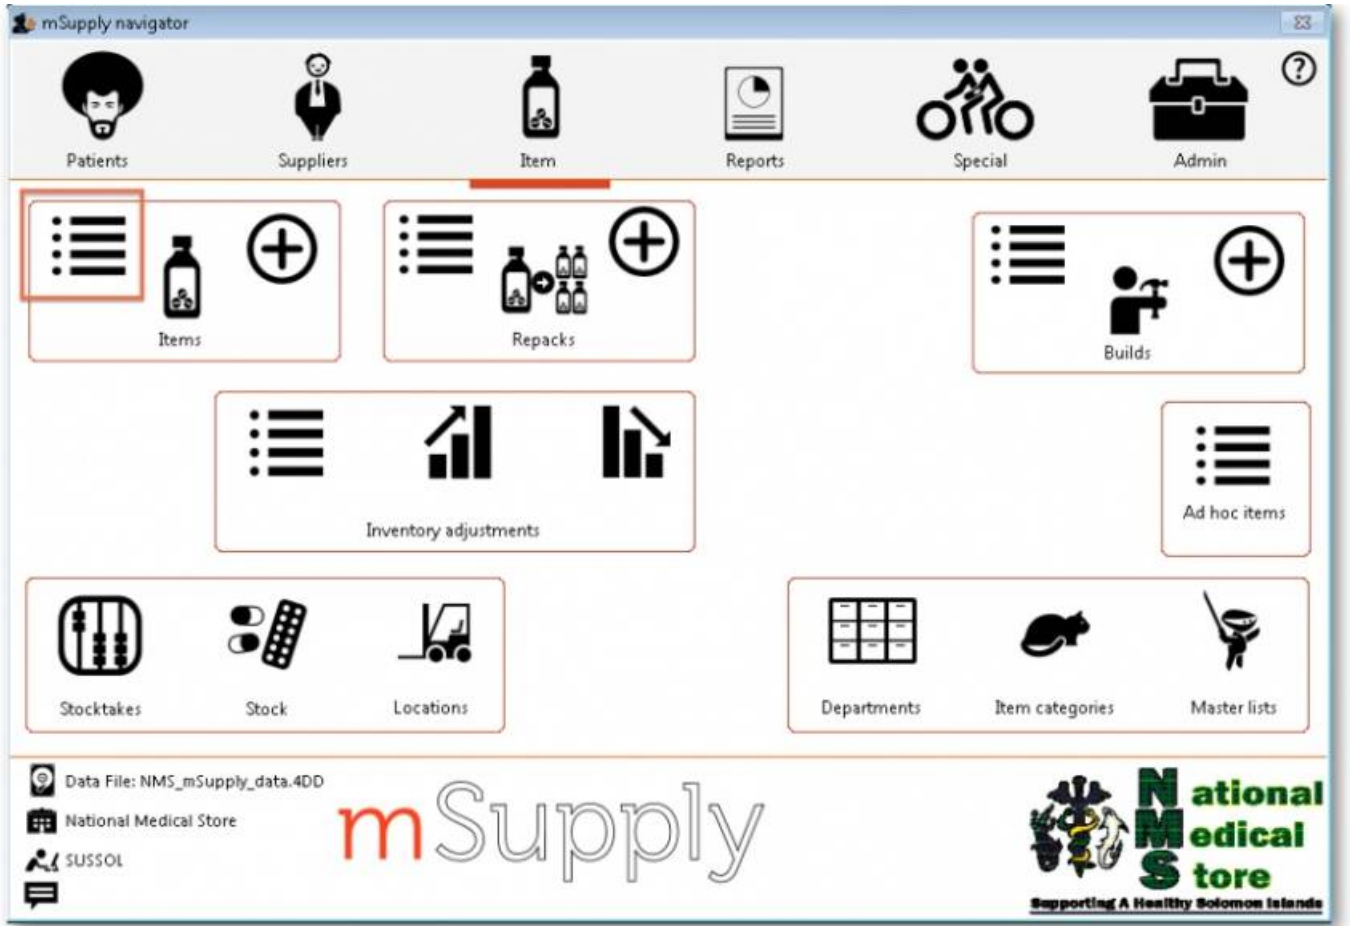 mSupply navigator
Patients
Suppliers
Item
Reports
Special
Admin
?
Items
Repacks
Builds
Inventory adjustments
Ad hoc items
Stocktakes
Stock
Locations
Departments
Item categories
Master lists
Data File: NMS_mSupply_data.4DD
National Medical Store
SUSSOL
mSupply
National
Medical
Store
Supporting A Healthy Solomon Islands